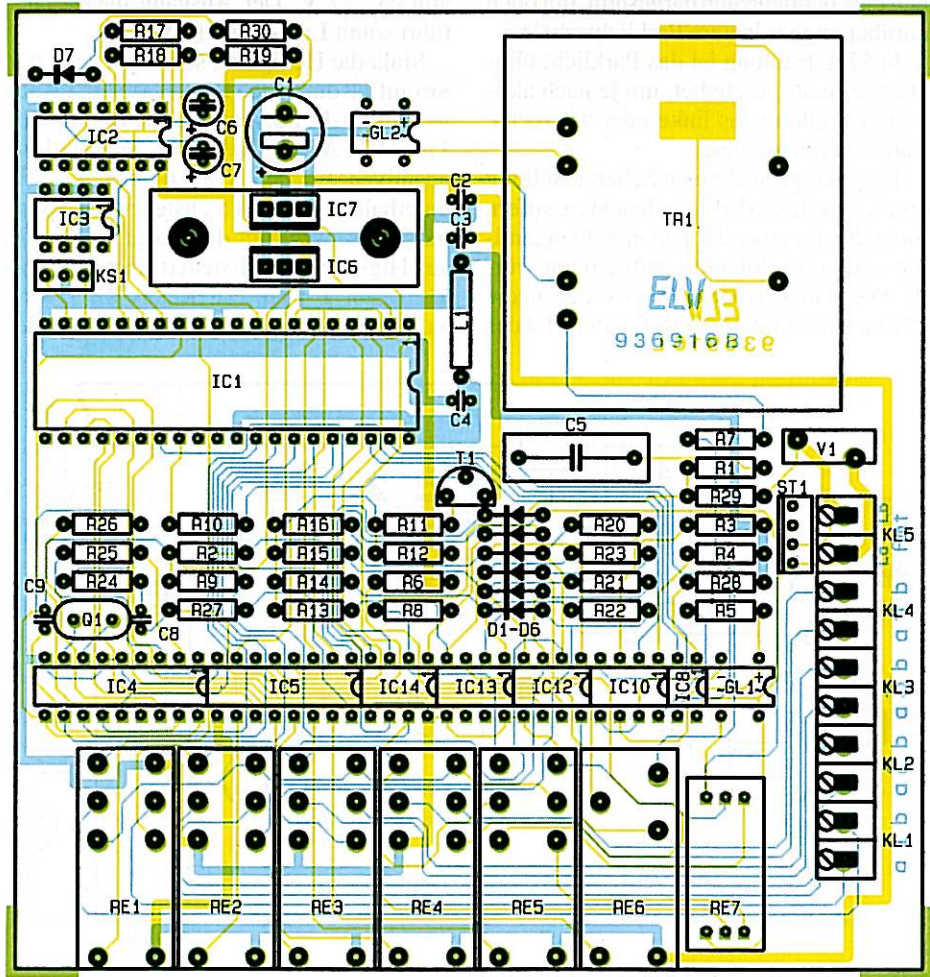 R17 R30
D7 R18 R19
C1
IC2 C6 GL2
C7
C2
IC3 IC7 C3 TR1
KS1 IC6
L1
ELV
9369168
IC1
C4
C5 R7 V1
R1
T1 R29 ST1
R26 R10 R16 R11 R20 R3 Lb KL5
R25 R2 R15 R12 R23 R4 La
R24 R9 R14 R6 R21 R28 b
C9 R27 R13 R8 R22 R5 KL4
Q1 C8 D1-D6 a
b
IC4 IC5 IC14 IC13 IC12 IC10 IC8 GL1 KL3
a
b
KL2
a
b
KL1
a
RE1 RE2 RE3 RE4 RE5 RE6 RE7